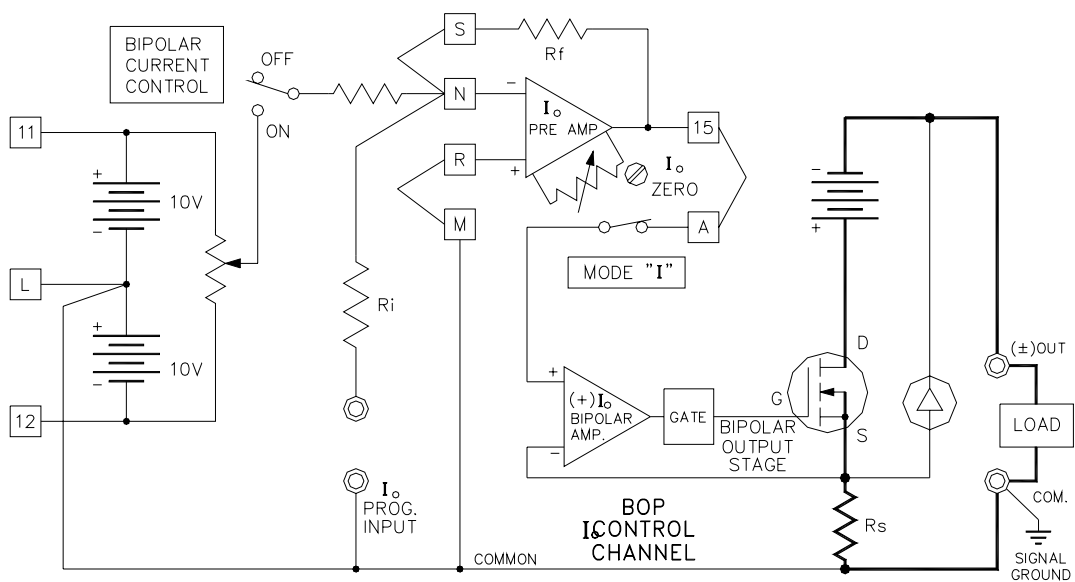 BIPOLAR
CURRENT
CONTROL
OFF
ON
11
+
10V
-
L
+
10V
-
12
S
Rf
N
-
Io
PRE AMP
+
R
M
15
Io
ZERO
A
MODE "I"
Ri
Io
PROG.
INPUT
+
(+)Io
BIPOLAR
AMP.
-
GATE
G
D
S
BIPOLAR
OUTPUT
STAGE
-
+
(±)OUT
LOAD
COM.
Rs
BOP
IoCONTROL
CHANNEL
COMMON
SIGNAL
GROUND